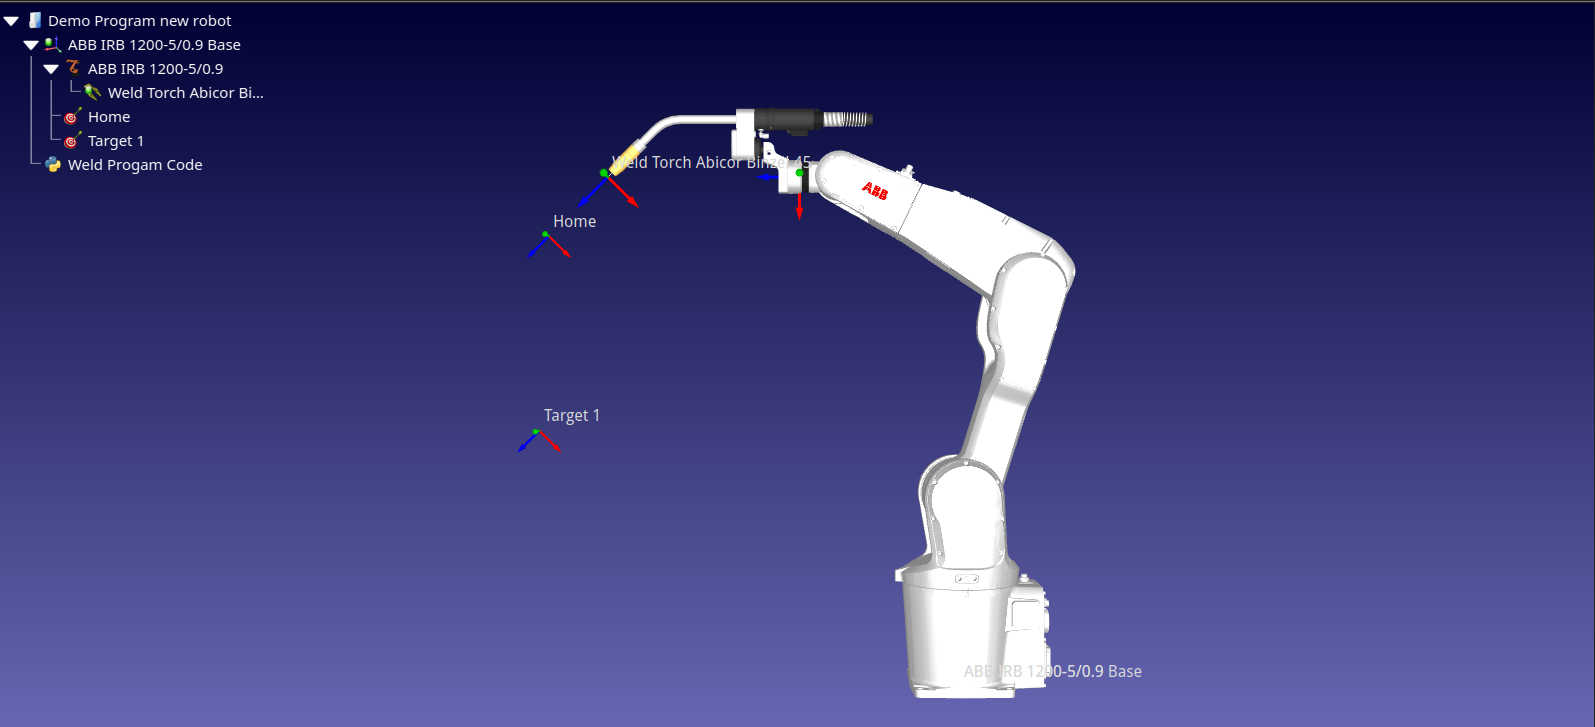 Demo Program new robot
ABB IRB 1200-5/0.9 Base
ABB IRB 1200-5/0.9
Weld Torch Abicor Bi...
Home
Target 1
Weld Progam Code
Weld Torch Abicor Binzel 45
ABB
Home
Target 1
ABB IRB 1200-5/0.9 Base